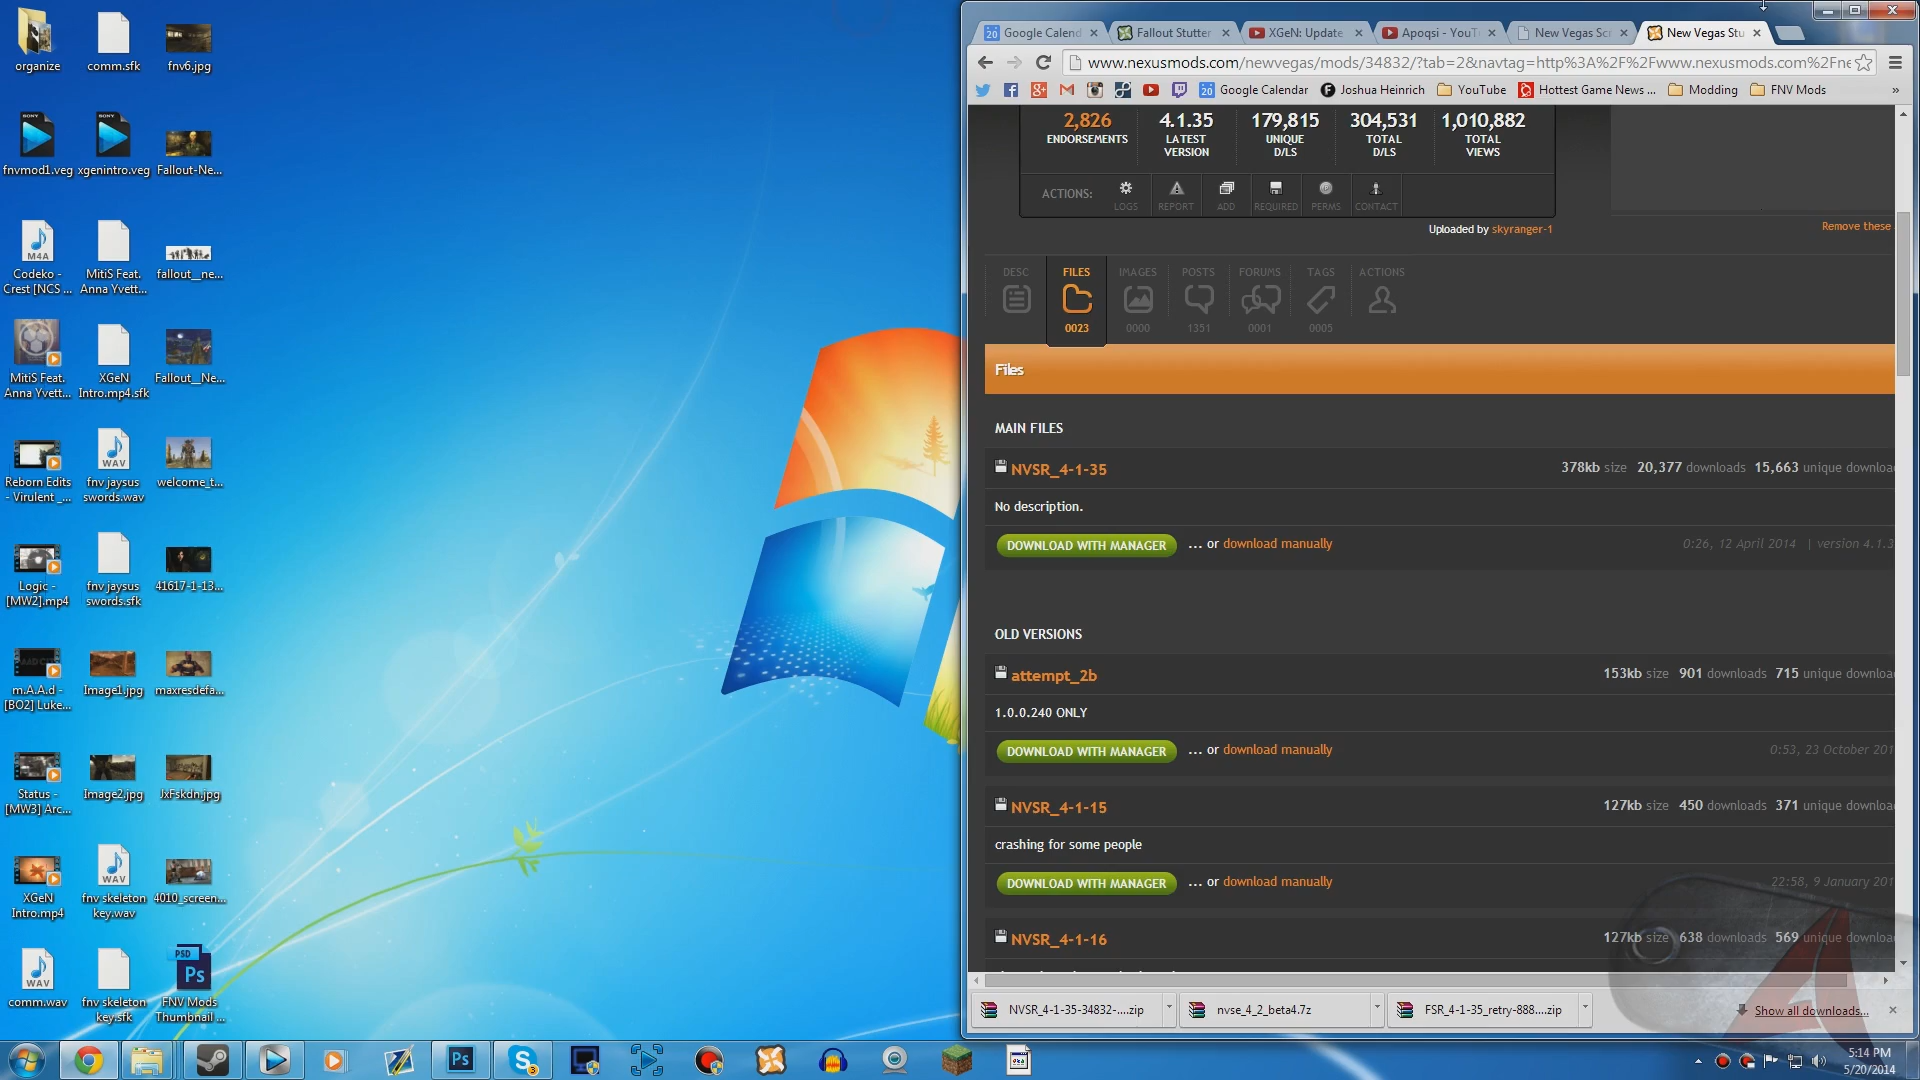 organize
comm.sfk
fnv6.jpg
fnvmod1.veg
xgenintro.veg
Fallout-Ne...
M4A
Codeko -
Crest [NCS ...
MitiS Feat.
Anna Yvett...
fallout_ne...
MitiS Feat.
Anna Yvett...
XGeN
Intro.mp4.sfk
Fallout_Ne...
WAV
Reborn Edits
- Virulent _...
fnv jaysus
swords.wav
welcome_t...
Logic -
[MW2].mp4
fnv jaysus
swords.sfk
41617-1-13...
m.A.A.d -
[BO2] Luke...
Image1.jpg
maxresdefa...
Status -
[MW3] Arc...
Image2.jpg
JxFskdn.jpg
XGeN
Intro.mp4
WAV
fnv skeleton
key.wav
4010_screen...
WAV
comm.wav
fnv skeleton
key.sfk
PSD
Ps
FNV Mods
Thumbnail ...
20 Google Calend
Fallout Stutter
XGeN: Update
Apoqsi - YouT
New Vegas Scr
New Vegas Stu
www.nexusmods.com/newvegas/mods/34832/?tab=2&navtag=http%3A%2F%2Fwww.nexusmods.com%2Fne
20 Google Calendar
Joshua Heinrich
YouTube
Hottest Game News ...
Modding
FNV Mods
»
2,826
ENDORSEMENTS
4.1.35
LATEST
VERSION
179,815
UNIQUE
D/LS
304,531
TOTAL
D/LS
1,010,882
TOTAL
VIEWS
ACTIONS:
LOGS
REPORT
ADD
REQUIRED
PERMS
CONTACT
Uploaded by skyranger-1
Remove these
DESC
FILES
0023
IMAGES
0000
POSTS
1351
FORUMS
0001
TAGS
0005
ACTIONS
Files
MAIN FILES
NVSR_4-1-35
378kb size 20,377 downloads 15,663 unique downloa
No description.
DOWNLOAD WITH MANAGER ... or download manually
0:26, 12 April 2014 | version 4.1.3
OLD VERSIONS
attempt_2b
153kb size 901 downloads 715 unique downloa
1.0.0.240 ONLY
DOWNLOAD WITH MANAGER ... or download manually
0:53, 23 October 201
NVSR_4-1-15
127kb size 450 downloads 371 unique downloa
crashing for some people
DOWNLOAD WITH MANAGER ... or download manually
22:58, 9 January 201
NVSR_4-1-16
127kb size 638 downloads 569 unique downloa
NVSR_4-1-35-34832-....zip
nvse_4_2_beta4.7z
FSR_4-1-35_retry-888....zip
Show all downloads...
Ps
3
5:14 PM
5/20/2014